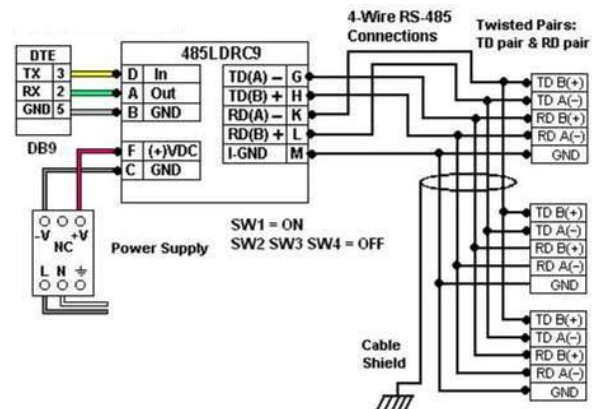 4-Wire RS-485
Connections
Twisted Pairs:
TD pair & RD pair
DTE
TX 3
RX 2
GND 5
DB9
485LDRC9
D In
A Out
B GND
F (+)VDC
C GND
TD(A) − G
TD(B) + H
RD(A) − K
RD(B) + L
I-GND M
TD B(+)
TD A(−)
RD B(+)
RD A(−)
GND
-V +V
NC
L N
Power Supply
SW1 = ON
SW2 SW3 SW4 = OFF
TD B(+)
TD A(−)
RD B(+)
RD A(−)
GND
Cable
Shield
TD B(+)
TD A(−)
RD B(+)
RD A(−)
GND